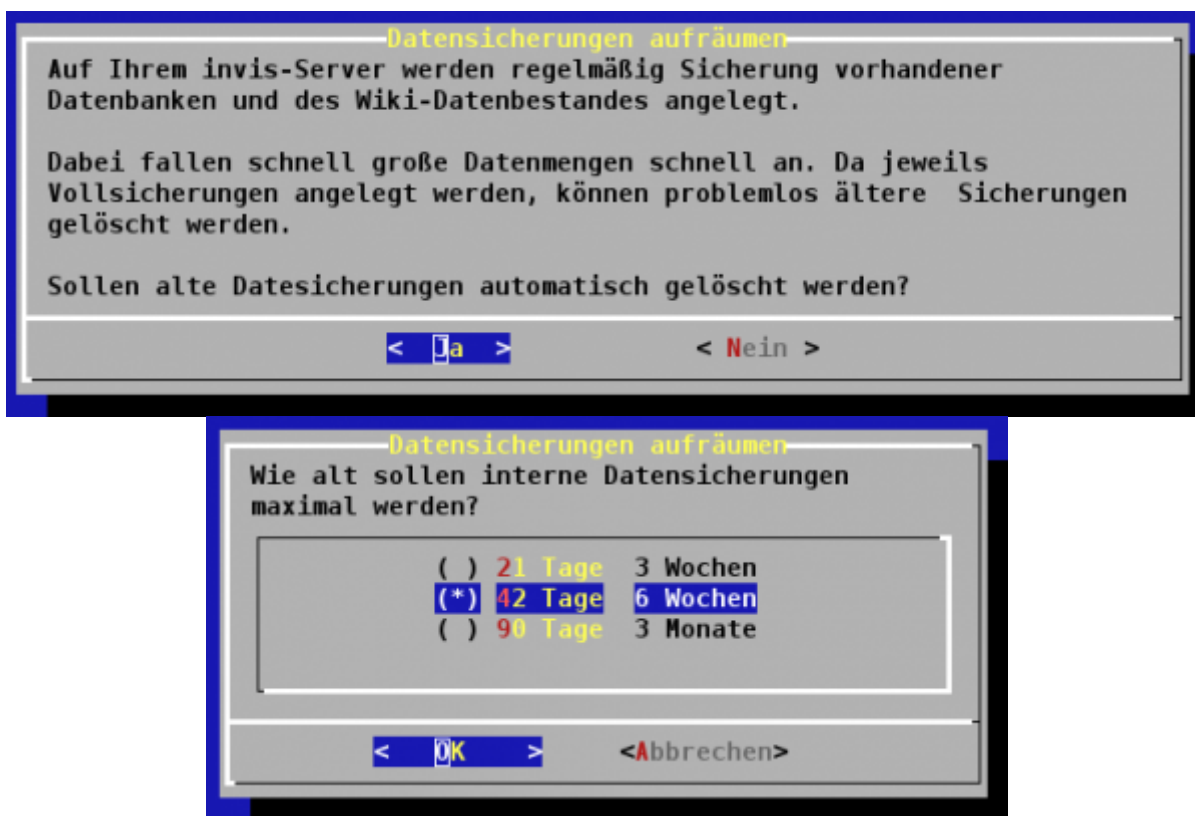 Datensicherungen aufräumen
Auf Ihrem invis-Server werden regelmäßig Sicherung vorhandener
Datenbanken und des Wiki-Datenbestandes angelegt.
Dabei fallen schnell große Datenmengen schnell an. Da jeweils
Vollsicherungen angelegt werden, können problemlos ältere  Sicherungen
gelöscht werden.
Sollen alte Datesicherungen automatisch gelöscht werden?
<  Ja  > < Nein >
Datensicherungen aufräumen
Wie alt sollen interne Datensicherungen
maximal werden?
( ) 21 Tage  3 Wochen
(*) 42 Tage  6 Wochen
( ) 90 Tage  3 Monate
<  OK  > <Abbrechen>